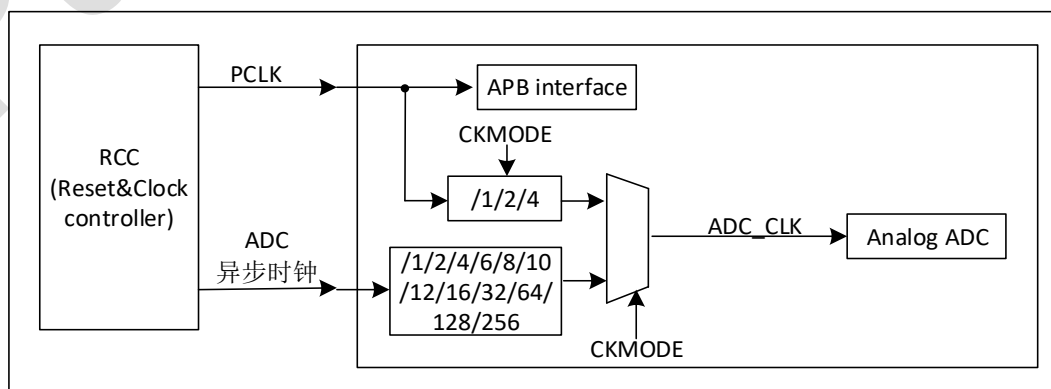 PCLK
APB interface
CKMODE
RCC
(Reset&Clock
controller)
/1/2/4
ADC_CLK
Analog ADC
ADC
异步时钟
/1/2/4/6/8/10
/12/16/32/64/
128/256
CKMODE